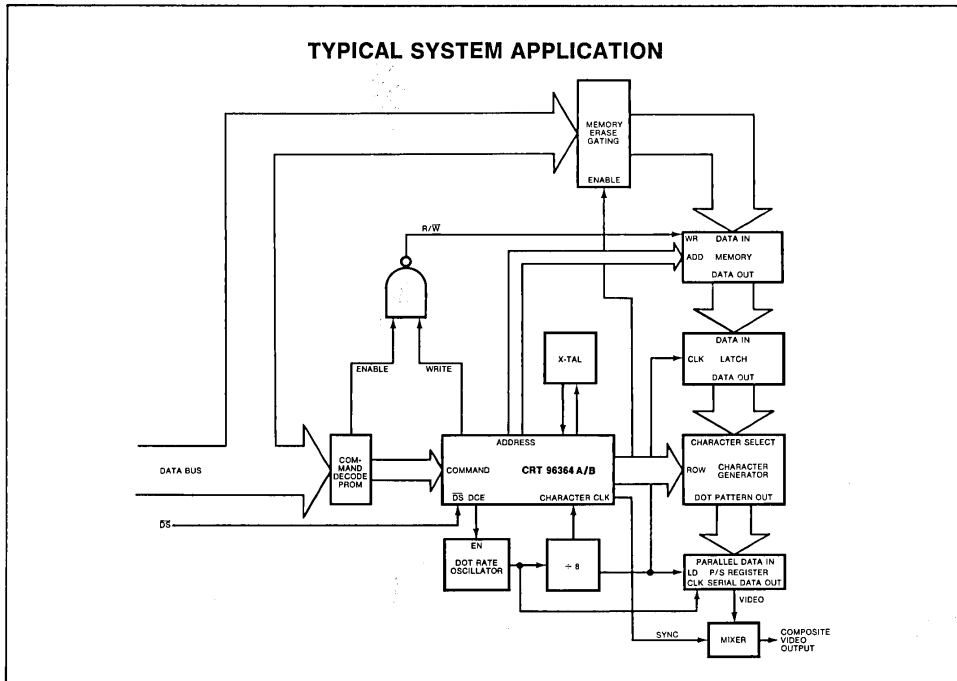 TYPICAL SYSTEM APPLICATION
MEMORY
ERASE
GATING
ENABLE
R/W̅
WR DATA IN
ADD MEMORY
DATA OUT
DATA IN
CLK LATCH
DATA OUT
X-TAL
ENABLE
WRITE
ADDRESS
COMMAND CRT 96364 A/B
D̅S̅ DCE CHARACTER CLK
CHARACTER SELECT
ROW CHARACTER
GENERATOR
DOT PATTERN OUT
DATA BUS
COM-
MAND
DECODE
PROM
D̅S̅
EN
DOT RATE
OSCILLATOR
÷ 8
PARALLEL DATA IN
LD P/S REGISTER
CLK SERIAL DATA OUT
VIDEO
SYNC
MIXER
COMPOSITE
VIDEO
OUTPUT